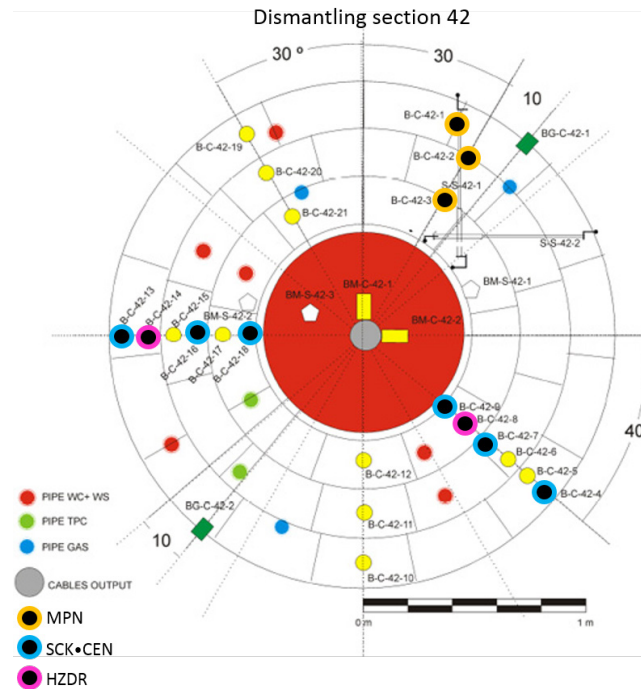 Dismantling section 42
30 º
30
10
B-C-42-1
BG-C-42-1
B-C-42-19
B-C-42-2
B-C-42-20
S-S-42-1
B-C-42-3
B-C-42-21
S-S-42-2
BM-C-42-1
BM-S-42-1
BM-S-42-3
B-C-42-13
B-C-42-14
B-C-42-15
BM-S-42-2
BM-C-42-2
B-C-42-16
B-C-42-17
B-C-42-18
B-C-42-9
B-C-42-8
40
B-C-42-7
B-C-42-6
B-C-42-12
B-C-42-5
B-C-42-4
PIPE WC+ WS
BG-C-42-2
PIPE TPC
B-C-42-11
PIPE GAS
10
B-C-42-10
CABLES OUTPUT
MPN
0 m
1 m
SCK•CEN
HZDR